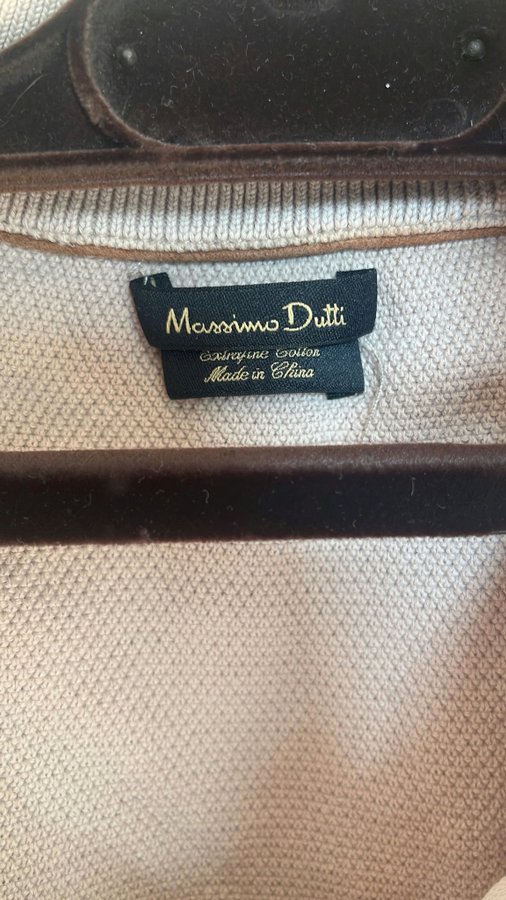 Massimo Dutti
Extrafine Cotton
Made in China